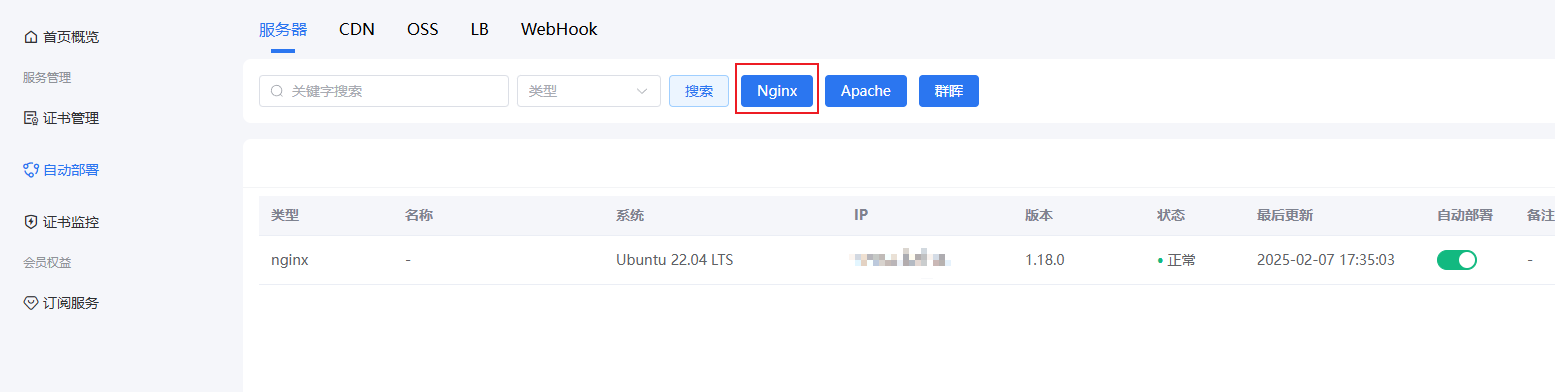 首页概览
服务管理
证书管理
自动部署
证书监控
会员权益
订阅服务
服务器 CDN OSS LB WebHook
关键字搜索 类型 搜索 Nginx Apache 群晖
类型 名称 系统 IP 版本 状态 最后更新 自动部署 备注
nginx - Ubuntu 22.04 LTS 1.18.0 正常 2025-02-07 17:35:03 -